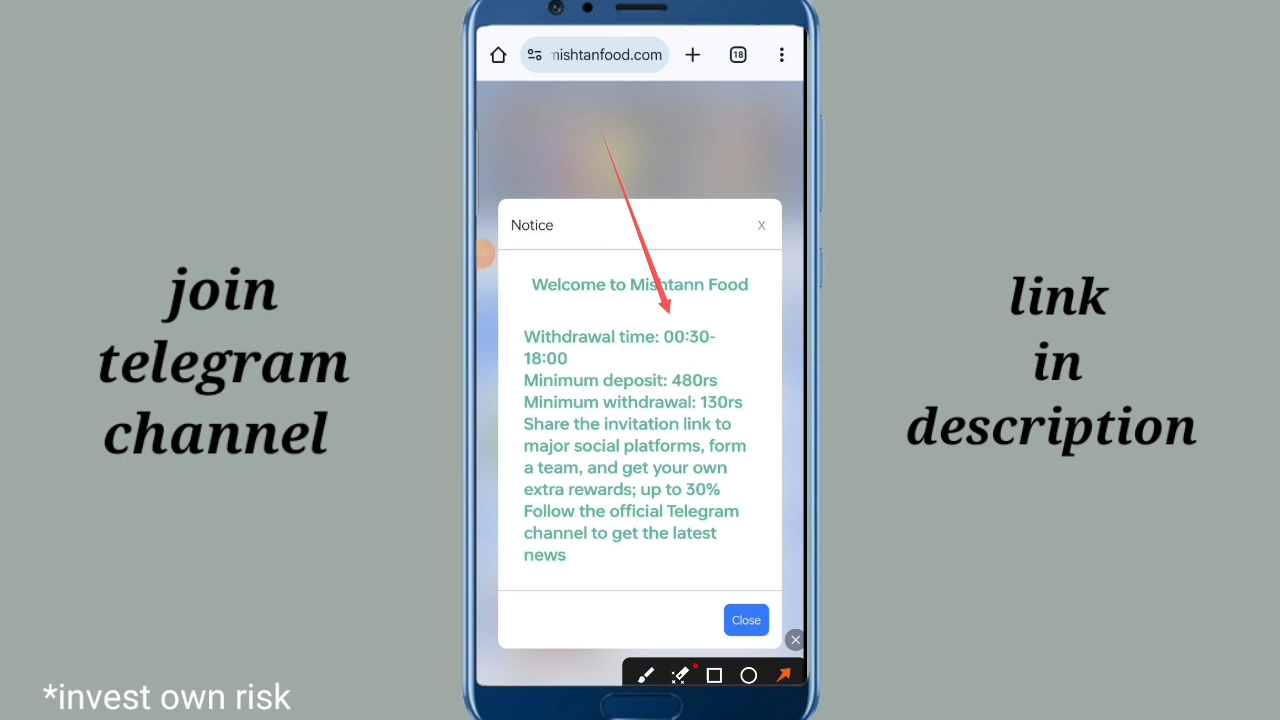 join
telegram
channel
nishtanfood.com
18
Notice
X
Welcome to Mishtann Food
Withdrawal time: 00:30-
18:00
Minimum deposit: 480rs
Minimum withdrawal: 130rs
Share the invitation link to
major social platforms, form
a team, and get your own
extra rewards; up to 30%
Follow the official Telegram
channel to get the latest
news
Close
link
in
description
*invest own risk